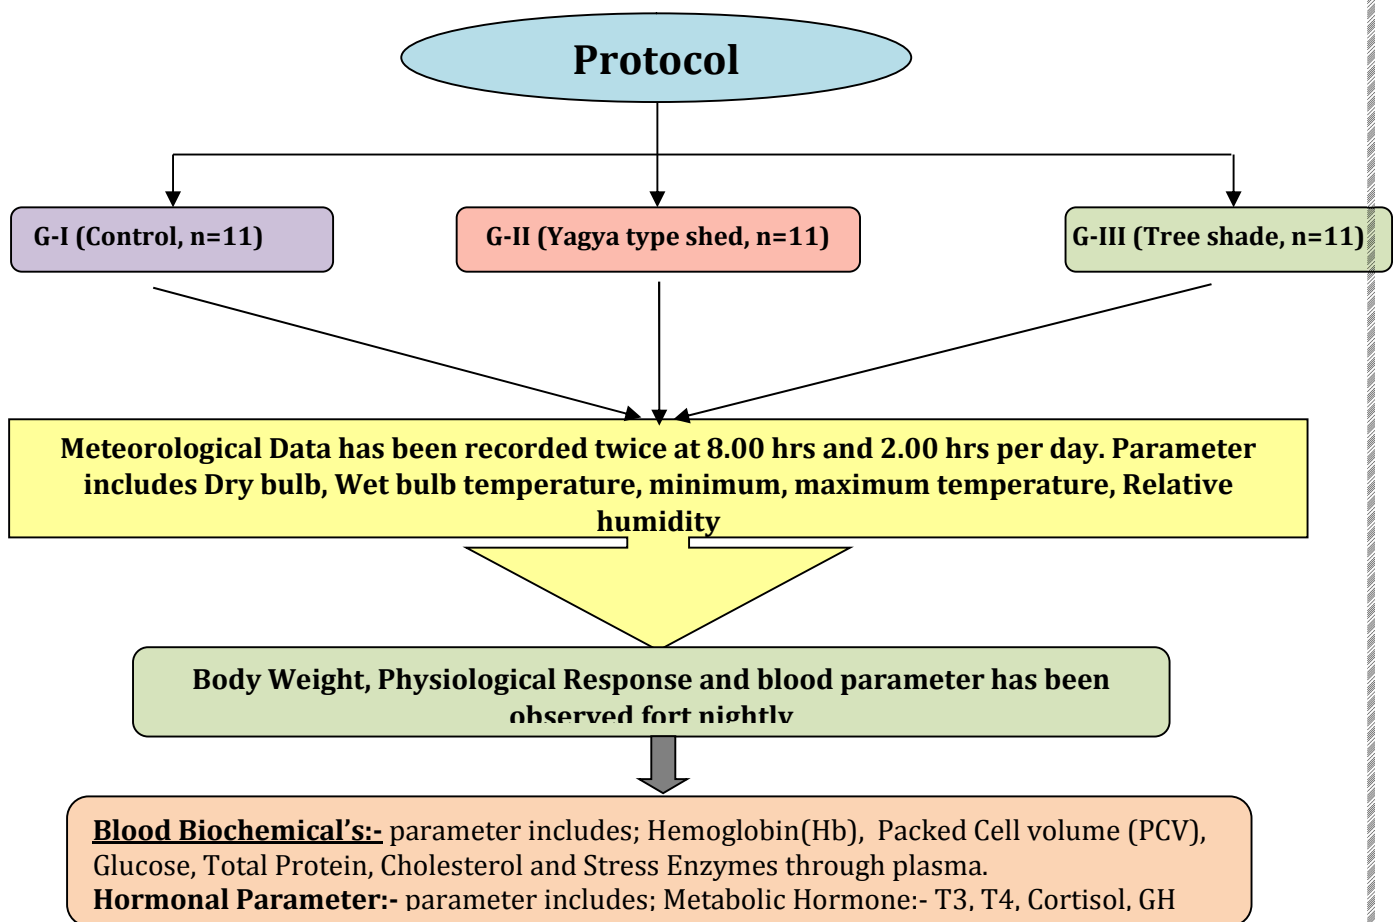 Protocol
G-I (Control, n=11)
G-II (Yagya type shed, n=11)
G-III (Tree shade, n=11)
Meteorological Data has been recorded twice at 8.00 hrs and 2.00 hrs per day. Parameter
includes Dry bulb, Wet bulb temperature, minimum, maximum temperature, Relative
humidity
Body Weight, Physiological Response and blood parameter has been
observed fort nightly
Blood Biochemical’s:- parameter includes; Hemoglobin(Hb), Packed Cell volume (PCV),
Glucose, Total Protein, Cholesterol and Stress Enzymes through plasma.
Hormonal Parameter:- parameter includes; Metabolic Hormone:- T3, T4, Cortisol, GH